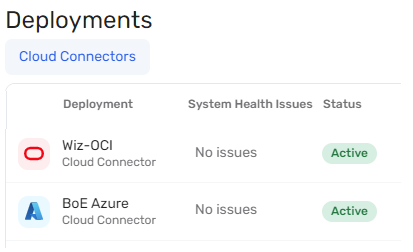 Deployments
Cloud Connectors
Deployment System Health Issues Status
Wiz-OCI
Cloud Connector
No issues
Active
BoE Azure
Cloud Connector
No issues
Active